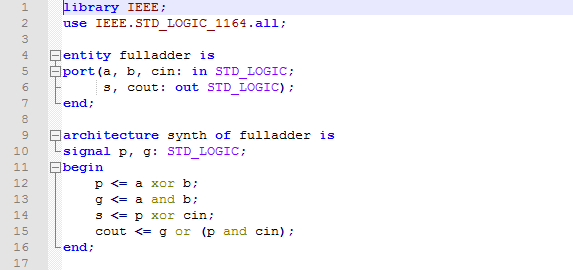 1 library IEEE;
2 use IEEE.STD_LOGIC_1164.all;
3
4 entity fulladder is
5 port(a, b, cin: in STD_LOGIC;
6      s, cout: out STD_LOGIC);
7 end;
8
9 architecture synth of fulladder is
10 signal p, g: STD_LOGIC;
11 begin
12     p <= a xor b;
13     g <= a and b;
14     s <= p xor cin;
15     cout <= g or (p and cin);
16 end;
17